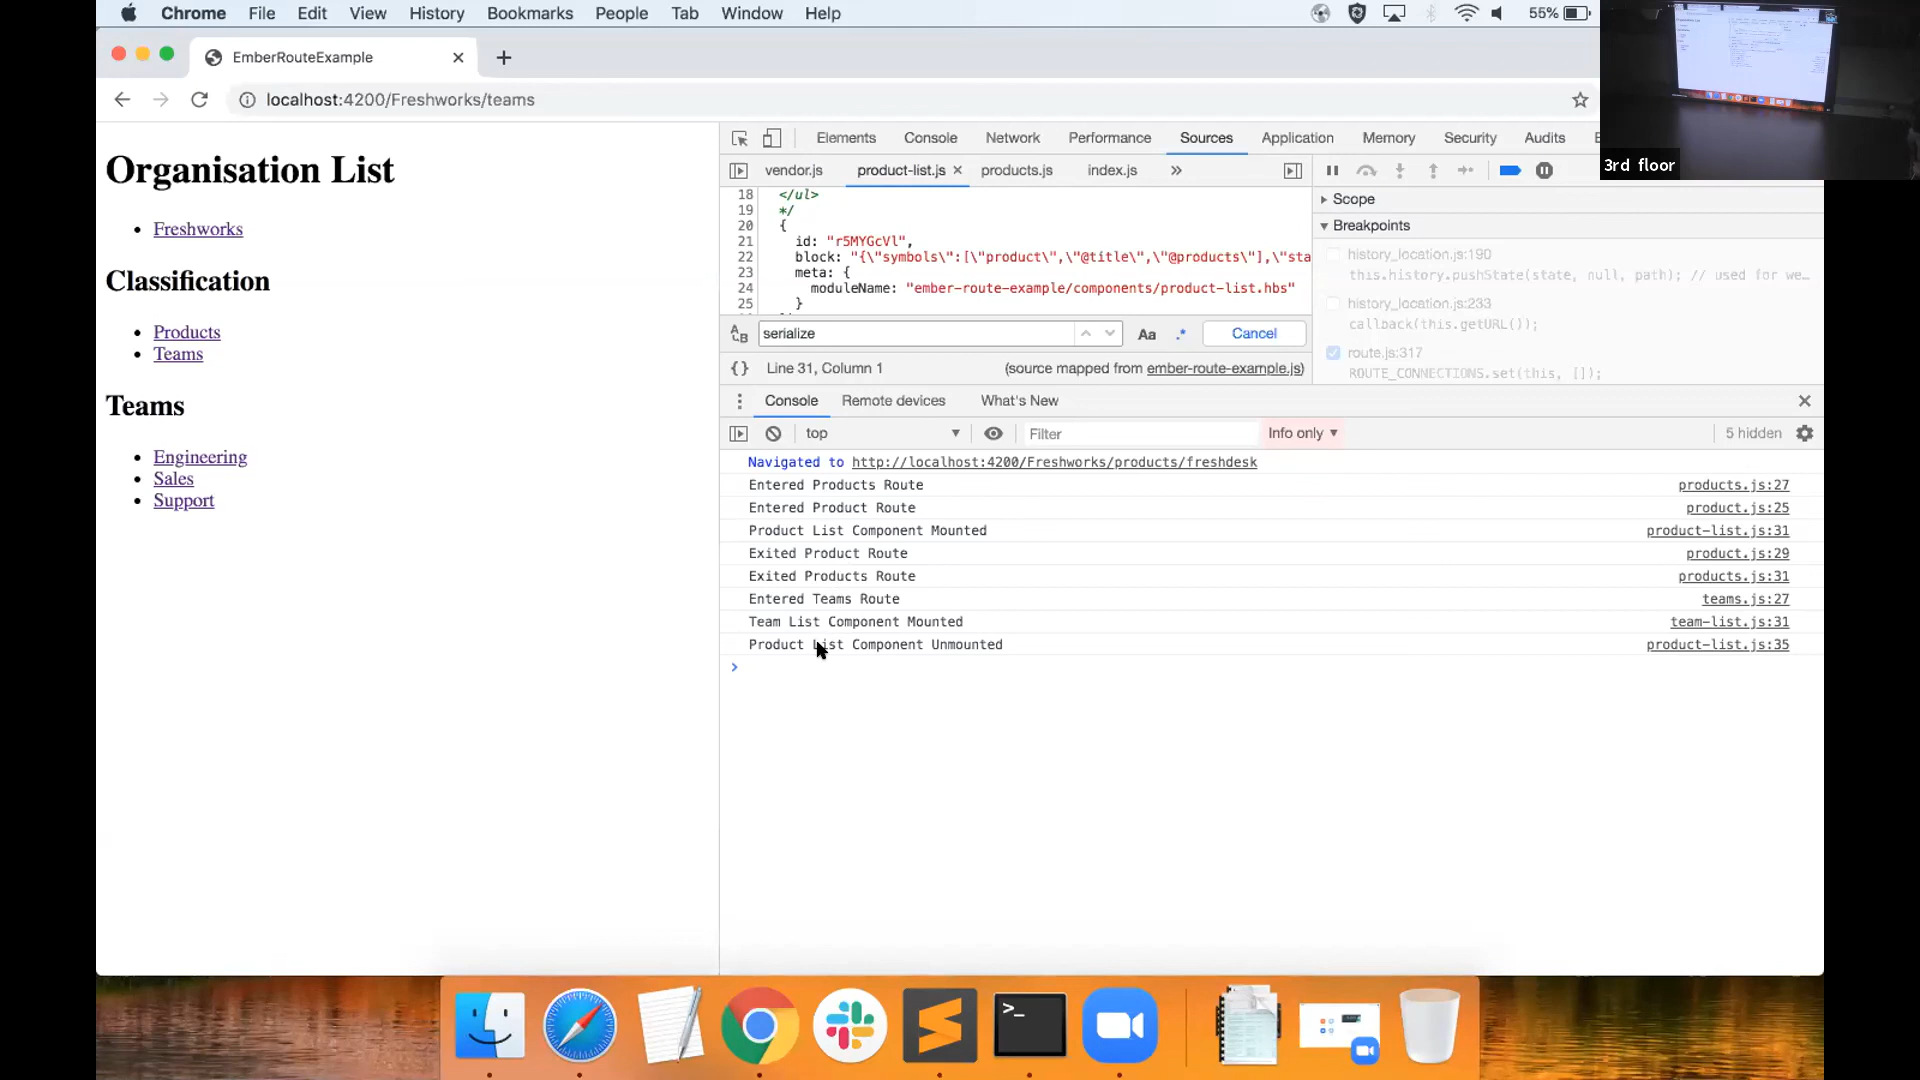 Chrome File Edit View History Bookmarks People Tab Window Help 55%
EmberRouteExample
localhost:4200/Freshworks/teams
3rd floor
Organisation List
Freshworks
Classification
Products
Teams
Teams
Engineering
Sales
Support
Elements Console Network Performance Sources Application Memory Security Audits
vendor.js product-list.js products.js index.js »
18 </ul>
19 */
20 {
21 id: "r5MYGcVl",
22 block: "{\"symbols\":[\"product\",\"@title\",\"@products\"],\"sta
23 meta: {
24 moduleName: "ember-route-example/components/product-list.hbs"
25 }
serialize Aa .* Cancel
{} Line 31, Column 1 (source mapped from ember-route-example.js)
Scope
Breakpoints
history_location.js:190
this.history.pushState(state, null, path); // used for we…
history_location.js:233
callback(this.getURL());
route.js:317
ROUTE_CONNECTIONS.set(this, []);
Console Remote devices What's New
top Filter Info only 5 hidden
Navigated to http://localhost:4200/Freshworks/products/freshdesk
Entered Products Route products.js:27
Entered Product Route product.js:25
Product List Component Mounted product-list.js:31
Exited Product Route product.js:29
Exited Products Route products.js:31
Entered Teams Route teams.js:27
Team List Component Mounted team-list.js:31
Product List Component Unmounted product-list.js:35